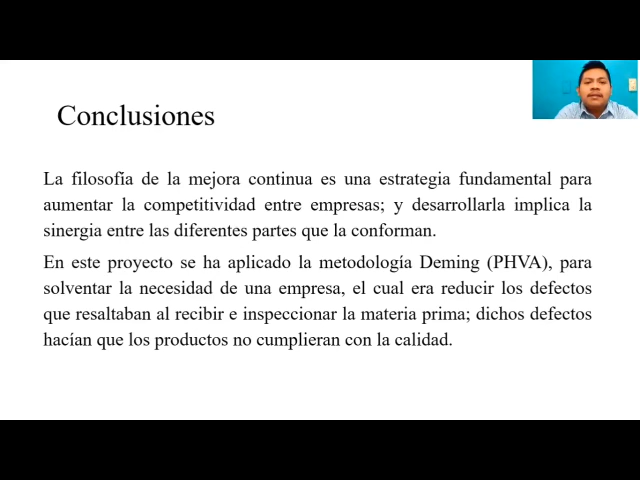 Conclusiones
La filosofía de la mejora continua es una estrategia fundamental para
aumentar la competitividad entre empresas; y desarrollarla implica la
sinergia entre las diferentes partes que la conforman.
En este proyecto se ha aplicado la metodología Deming (PHVA), para
solventar la necesidad de una empresa, el cual era reducir los defectos
que resaltaban al recibir e inspeccionar la materia prima; dichos defectos
hacían que los productos no cumplieran con la calidad.